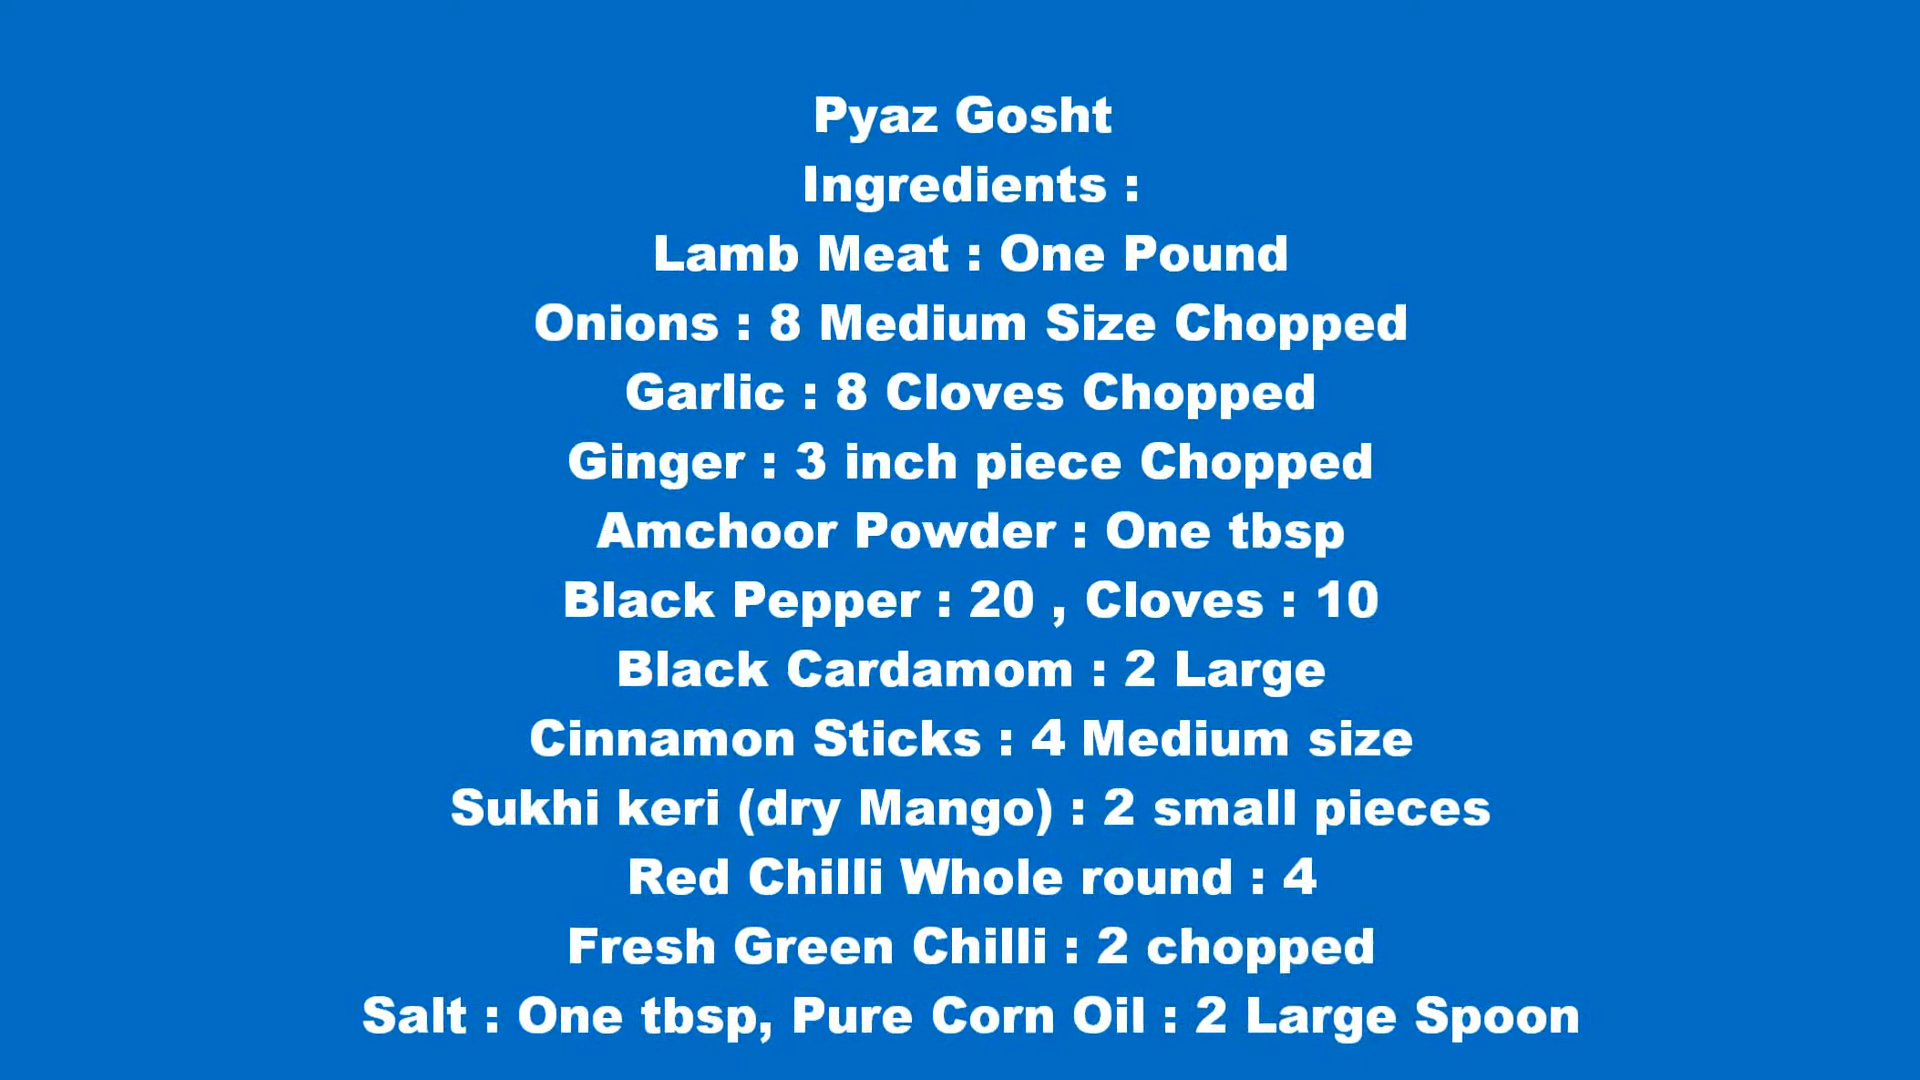 Pyaz Gosht
Ingredients :
Lamb Meat : One Pound
Onions : 8 Medium Size Chopped
Garlic : 8 Cloves Chopped
Ginger : 3 inch piece Chopped
Amchoor Powder : One tbsp
Black Pepper : 20 , Cloves : 10
Black Cardamom : 2 Large
Cinnamon Sticks : 4 Medium size
Sukhi keri (dry Mango) : 2 small pieces
Red Chilli Whole round : 4
Fresh Green Chilli : 2 chopped
Salt : One tbsp, Pure Corn Oil : 2 Large Spoon